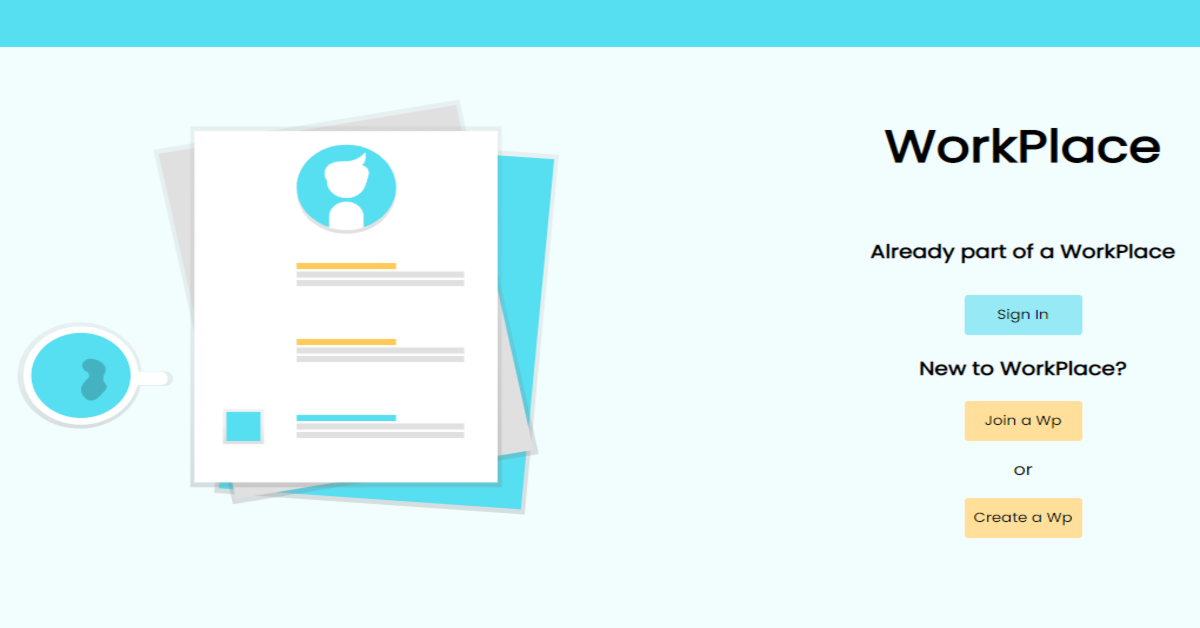 WorkPlace
Already part of a WorkPlace
Sign In
New to WorkPlace?
Join a Wp
or
Create a Wp